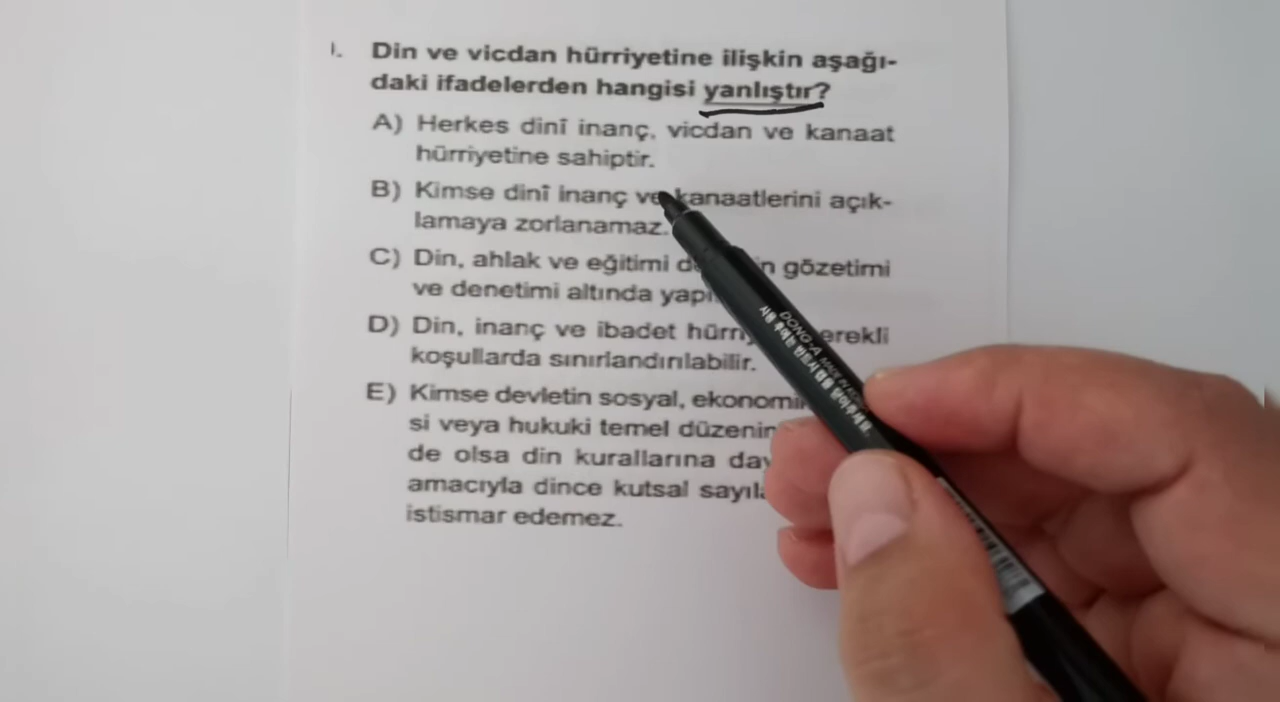 Din ve vicdan hürriyetine ilişkin aşağı-
daki ifadelerden hangisi yanlıştır?
A) Herkes dinî inanç, vicdan ve kanaat
hürriyetine sahiptir.
B) Kimse dinî inanç ve kanaatlerini açık-
lamaya zorlanamaz.
C) Din, ahlak ve eğitimi gözetimi
ve denetimi altında
D) Din, inanç ve ibadet
koşullarda sınırlandırılabilir.
E) Kimse devletin sosyal,
si veya hukuki temel
de olsa din kurallarına
amacıyla dince kutsal
istismar edemez.
DONG-A